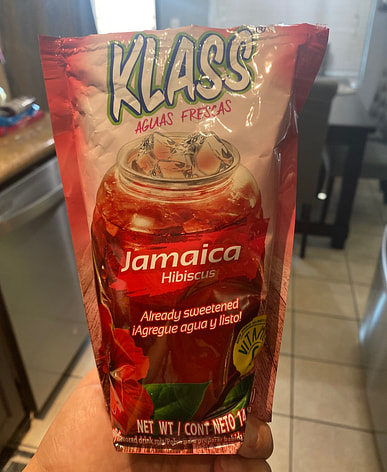 KLASS
AGUAS FRESCAS
Jamaica
Hibiscus
Already sweetened
¡Agregue agua y listo!
NET WT / CONT NETO 14